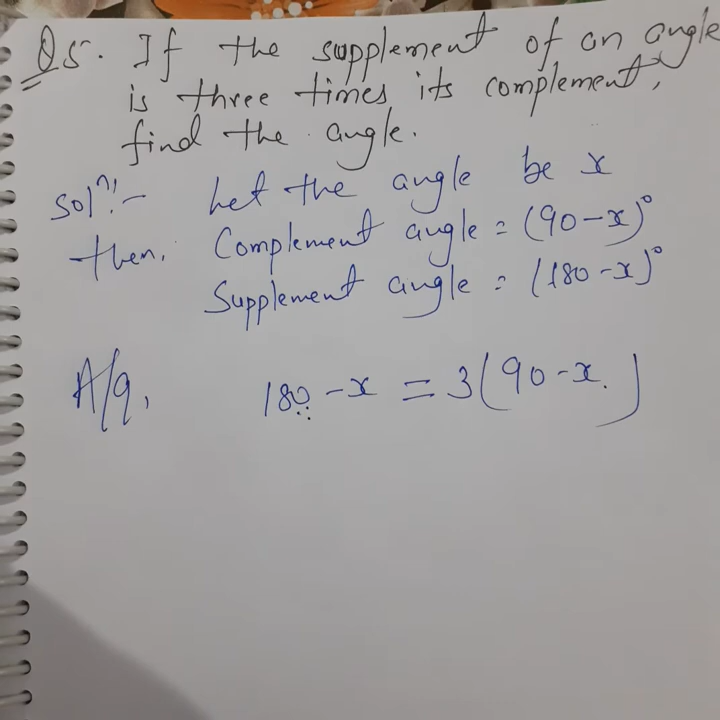 Q5. If the supplement of an angle
is three times its complement,
find the angle.
Solⁿ:- Let the angle be x
then, Complement angle = (90-x)°
Supplement angle = (180-x)°
A/q, 180-x = 3(90-x.)